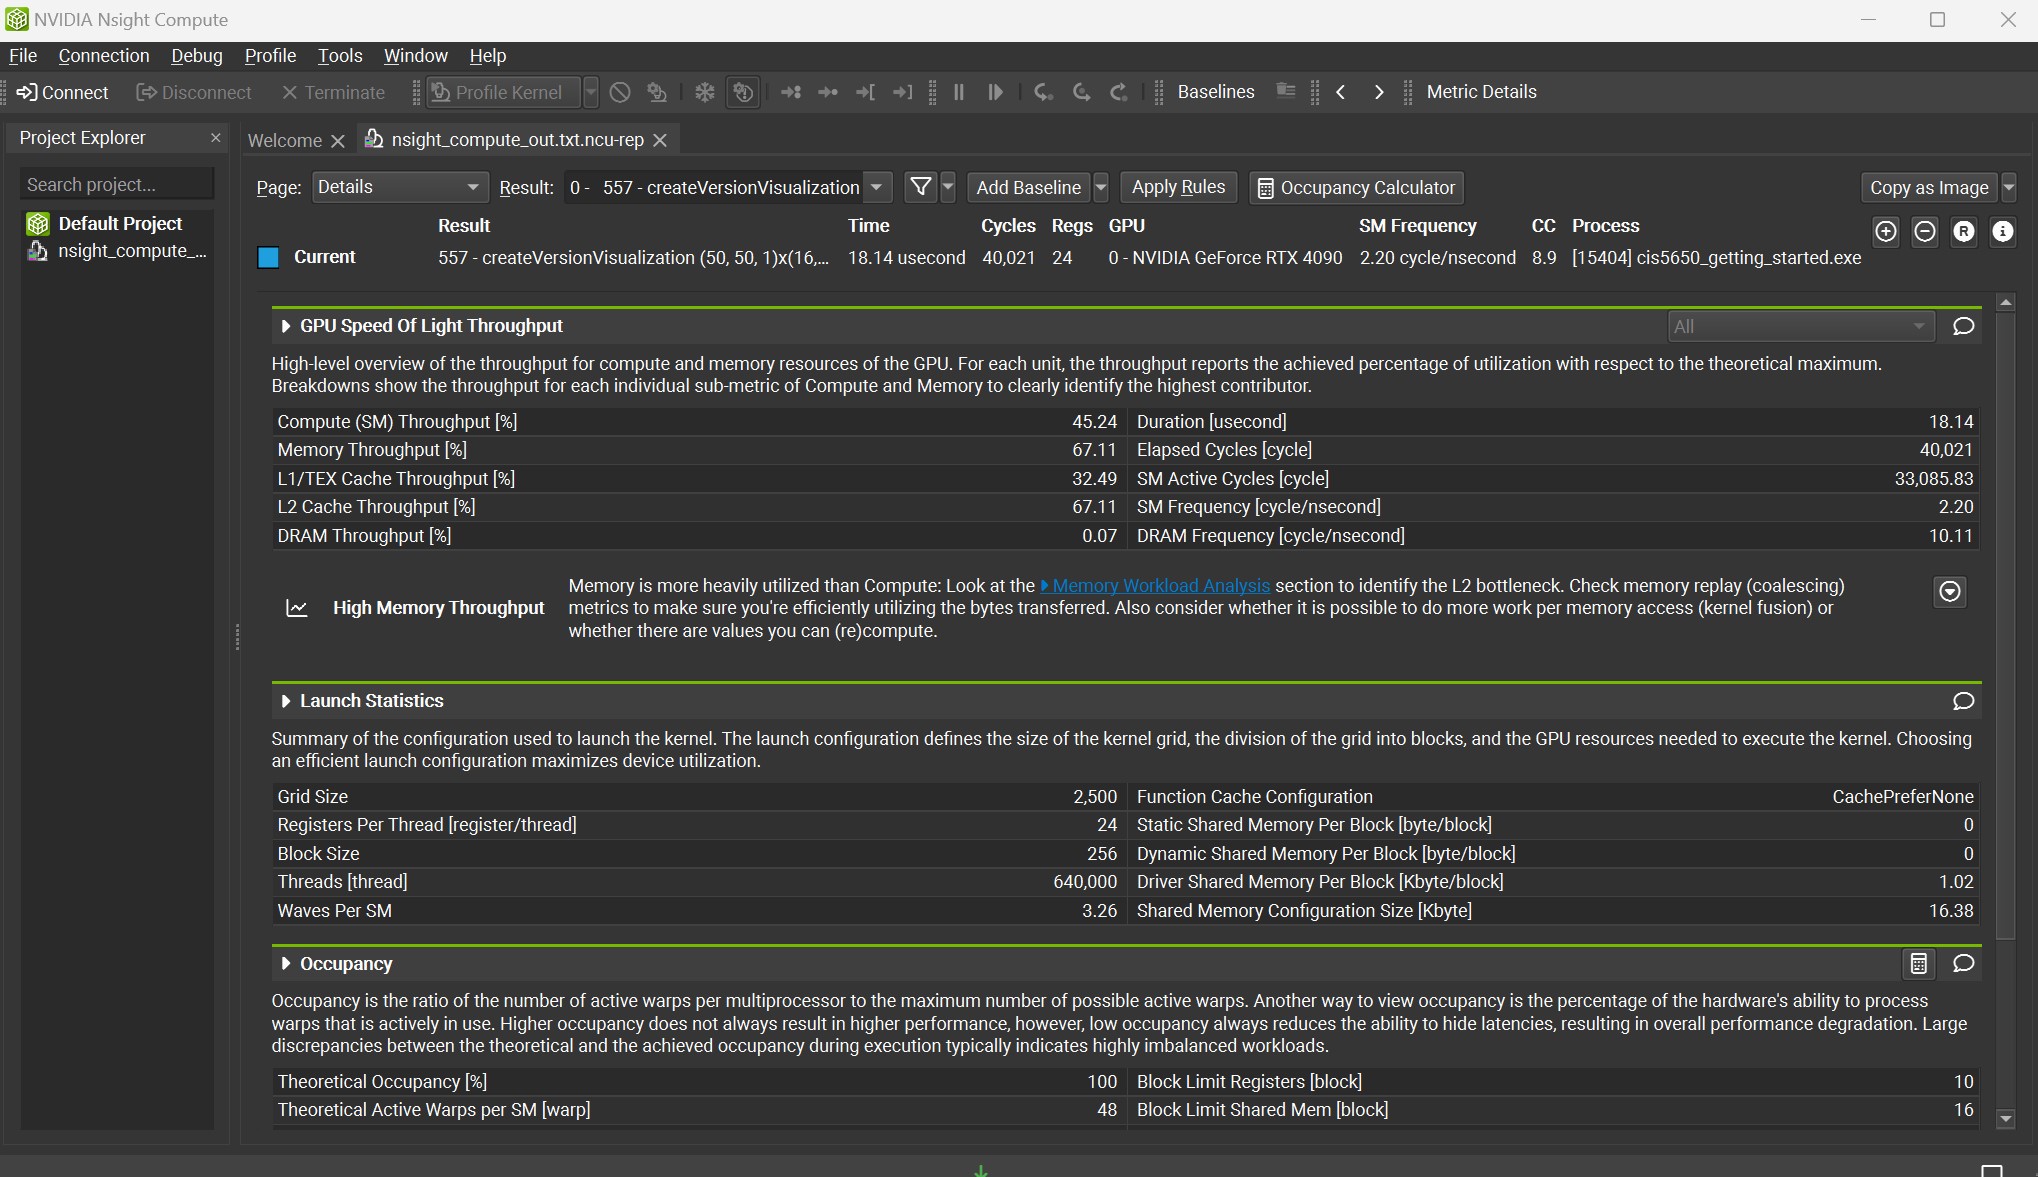 NVIDIA Nsight Compute
File Connection Debug Profile Tools Window Help
Connect Disconnect Terminate Profile Kernel Baselines Metric Details
Project Explorer
Search project...
Default Project
nsight_compute_...
Welcome nsight_compute_out.txt.ncu-rep
Page: Details Result: 0 - 557 - createVersionVisualization Add Baseline Apply Rules Occupancy Calculator Copy as Image
Result Time Cycles Regs GPU SM Frequency CC Process
Current 557 - createVersionVisualization (50, 50, 1)x(16,... 18.14 usecond 40,021 24 0 - NVIDIA GeForce RTX 4090 2.20 cycle/nsecond 8.9 [15404] cis5650_getting_started.exe
R i
GPU Speed Of Light Throughput All
High-level overview of the throughput for compute and memory resources of the GPU. For each unit, the throughput reports the achieved percentage of utilization with respect to the theoretical maximum.
Breakdowns show the throughput for each individual sub-metric of Compute and Memory to clearly identify the highest contributor.
Compute (SM) Throughput [%] 45.24 Duration [usecond] 18.14
Memory Throughput [%] 67.11 Elapsed Cycles [cycle] 40,021
L1/TEX Cache Throughput [%] 32.49 SM Active Cycles [cycle] 33,085.83
L2 Cache Throughput [%] 67.11 SM Frequency [cycle/nsecond] 2.20
DRAM Throughput [%] 0.07 DRAM Frequency [cycle/nsecond] 10.11
High Memory Throughput
Memory is more heavily utilized than Compute: Look at the Memory Workload Analysis section to identify the L2 bottleneck. Check memory replay (coalescing)
metrics to make sure you're efficiently utilizing the bytes transferred. Also consider whether it is possible to do more work per memory access (kernel fusion) or
whether there are values you can (re)compute.
Launch Statistics
Summary of the configuration used to launch the kernel. The launch configuration defines the size of the kernel grid, the division of the grid into blocks, and the GPU resources needed to execute the kernel. Choosing
an efficient launch configuration maximizes device utilization.
Grid Size 2,500 Function Cache Configuration CachePreferNone
Registers Per Thread [register/thread] 24 Static Shared Memory Per Block [byte/block] 0
Block Size 256 Dynamic Shared Memory Per Block [byte/block] 0
Threads [thread] 640,000 Driver Shared Memory Per Block [Kbyte/block] 1.02
Waves Per SM 3.26 Shared Memory Configuration Size [Kbyte] 16.38
Occupancy
Occupancy is the ratio of the number of active warps per multiprocessor to the maximum number of possible active warps. Another way to view occupancy is the percentage of the hardware's ability to process
warps that is actively in use. Higher occupancy does not always result in higher performance, however, low occupancy always reduces the ability to hide latencies, resulting in overall performance degradation. Large
discrepancies between the theoretical and the achieved occupancy during execution typically indicates highly imbalanced workloads.
Theoretical Occupancy [%] 100 Block Limit Registers [block] 10
Theoretical Active Warps per SM [warp] 48 Block Limit Shared Mem [block] 16